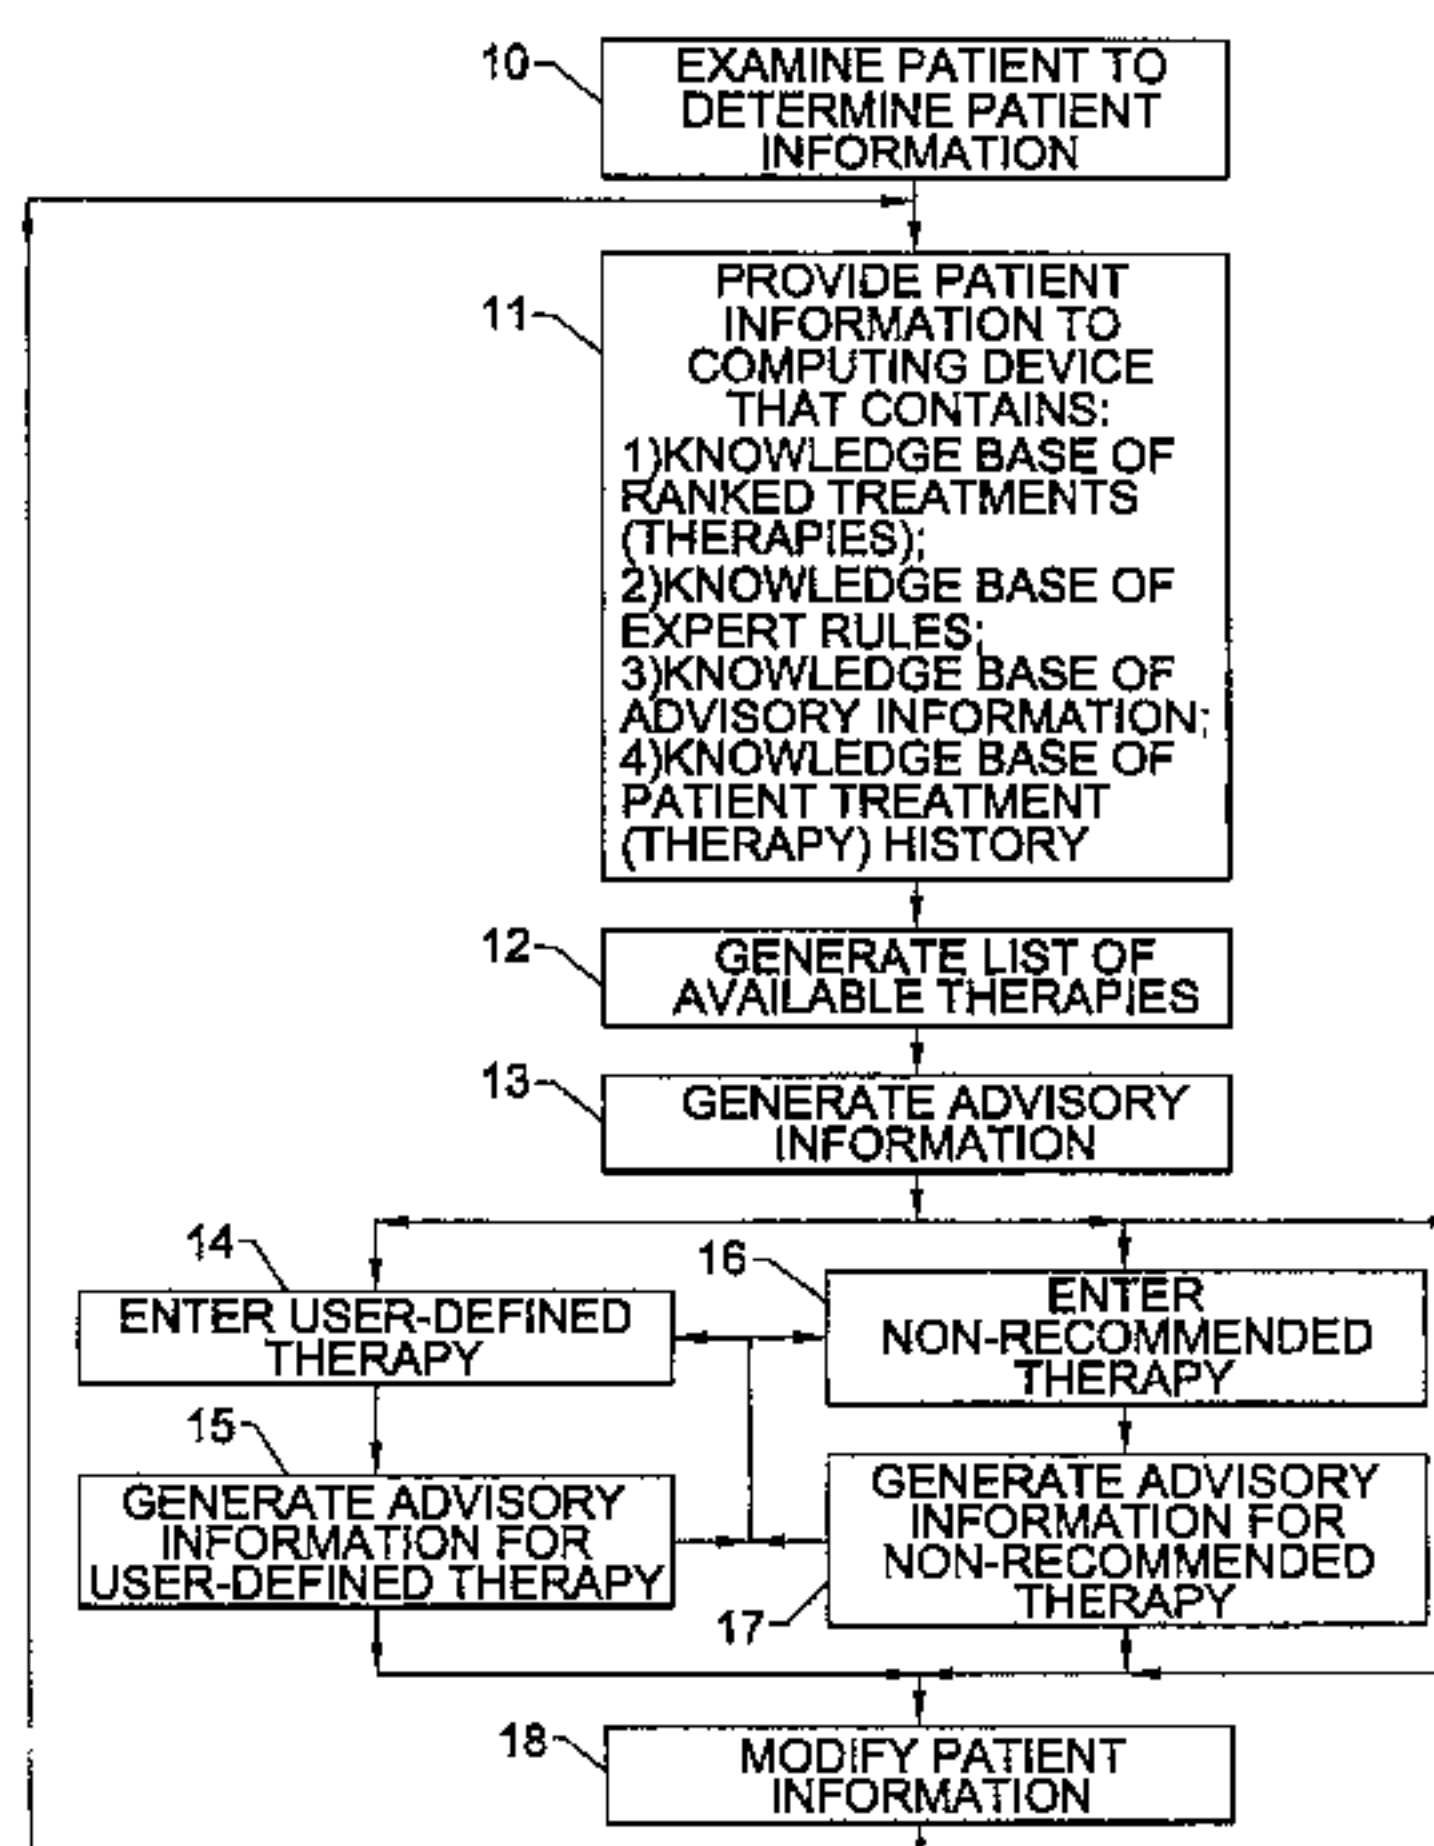 10
EXAMINE PATIENT TO
DETERMINE PATIENT
INFORMATION
11
PROVIDE PATIENT
INFORMATION TO
COMPUTING DEVICE
THAT CONTAINS:
1)KNOWLEDGE BASE OF
RANKED TREATMENTS
(THERAPIES);
2)KNOWLEDGE BASE OF
EXPERT RULES;
3)KNOWLEDGE BASE OF
ADVISORY INFORMATION;
4)KNOWLEDGE BASE OF
PATIENT TREATMENT
(THERAPY) HISTORY
12
GENERATE LIST OF
AVAILABLE THERAPIES
13
GENERATE ADVISORY
INFORMATION
14
ENTER USER-DEFINED
THERAPY
16
ENTER
NON-RECOMMENDED
THERAPY
15
GENERATE ADVISORY
INFORMATION FOR
USER-DEFINED THERAPY
17
GENERATE ADVISORY
INFORMATION FOR
NON-RECOMMENDED
THERAPY
18
MODIFY PATIENT
INFORMATION